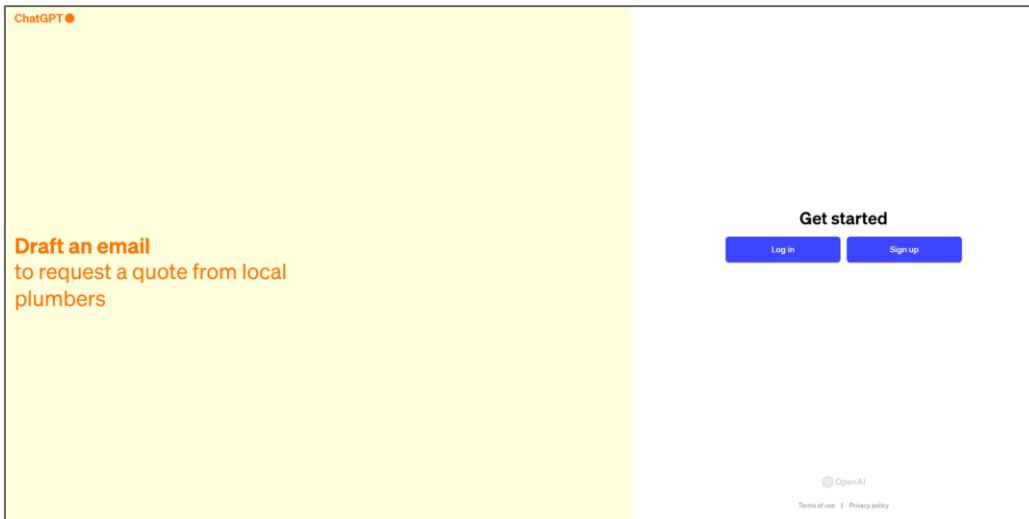 ChatGPT
Draft an email
to request a quote from local
plumbers
Get started
Log in
Sign up
OpenAI
Terms of use | Privacy policy